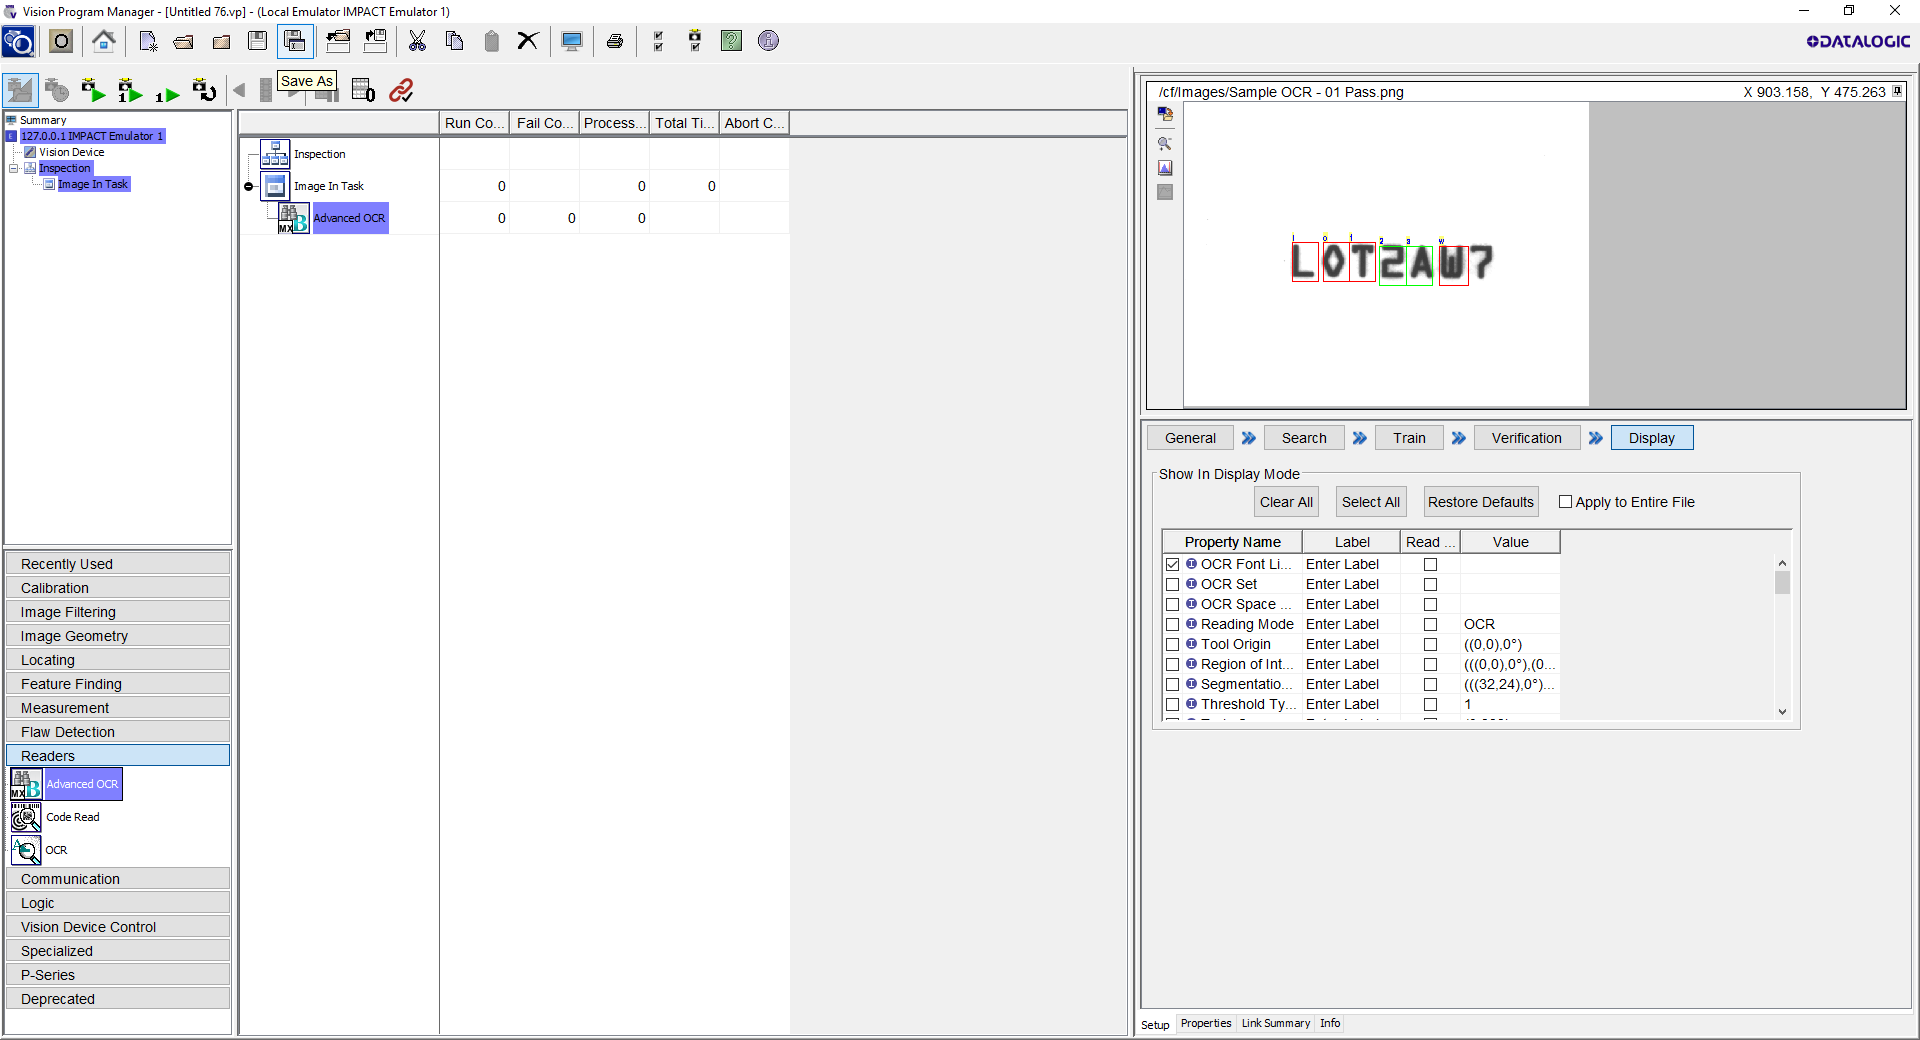 Vision Program Manager - [Untitled 76.vp] - (Local Emulator IMPACT Emulator 1)
DATALOGIC
Save As
Summary
127.0.0.1 IMPACT Emulator 1
Vision Device
Inspection
Image In Task
Run Co... Fail Co... Process... Total Ti... Abort C...
Inspection
Image In Task 0 0 0
Advanced OCR 0 0 0
/cf/Images/Sample OCR - 01 Pass.png X 903.158, Y 475.263
LOT2AW7
General Search Train Verification Display
Show In Display Mode
Clear All Select All Restore Defaults Apply to Entire File
Property Name Label Read ... Value
OCR Font Li... Enter Label
OCR Set Enter Label
OCR Space ... Enter Label
Reading Mode Enter Label OCR
Tool Origin Enter Label ((0,0),0°)
Region of Int... Enter Label (((0,0),0°),(0...
Segmentatio... Enter Label (((32,24),0°)...
Threshold Ty... Enter Label 1
Recently Used
Calibration
Image Filtering
Image Geometry
Locating
Feature Finding
Measurement
Flaw Detection
Readers
Advanced OCR
Code Read
OCR
Communication
Logic
Vision Device Control
Specialized
P-Series
Deprecated
Setup Properties Link Summary Info